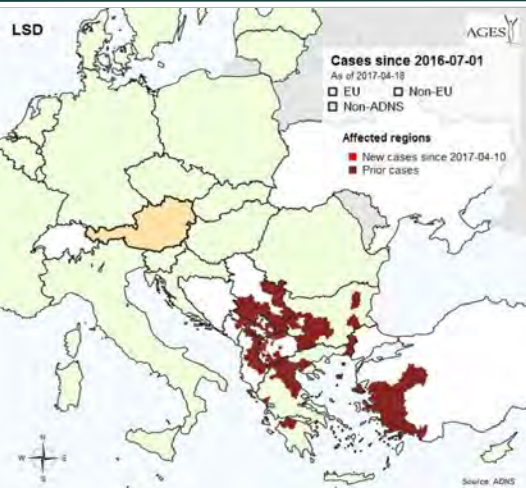 LSD
AGES
Cases since 2016-07-01
As of 2017-04-18
EU Non-EU
Non-ADNS
Affected regions
New cases since 2017-04-10
Prior cases
N
W E
S
Source: ADNS